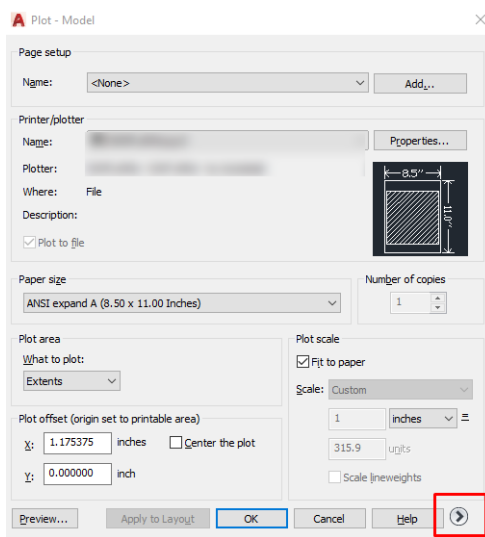 A Plot - Model
Page setup
Name: <None> Add...
Printer/plotter
Name: Properties...
Plotter:
Where: File
Description:
Plot to file
8.5″
11.0″
Paper size
ANSI expand A (8.50 x 11.00 Inches)
Number of copies
1
Plot area
What to plot:
Extents
Plot scale
Fit to paper
Scale: Custom
1 inches =
315.9 units
Scale lineweights
Plot offset (origin set to printable area)
X: 1.175375 inches Center the plot
Y: 0.000000 inch
Preview... Apply to Layout OK Cancel Help